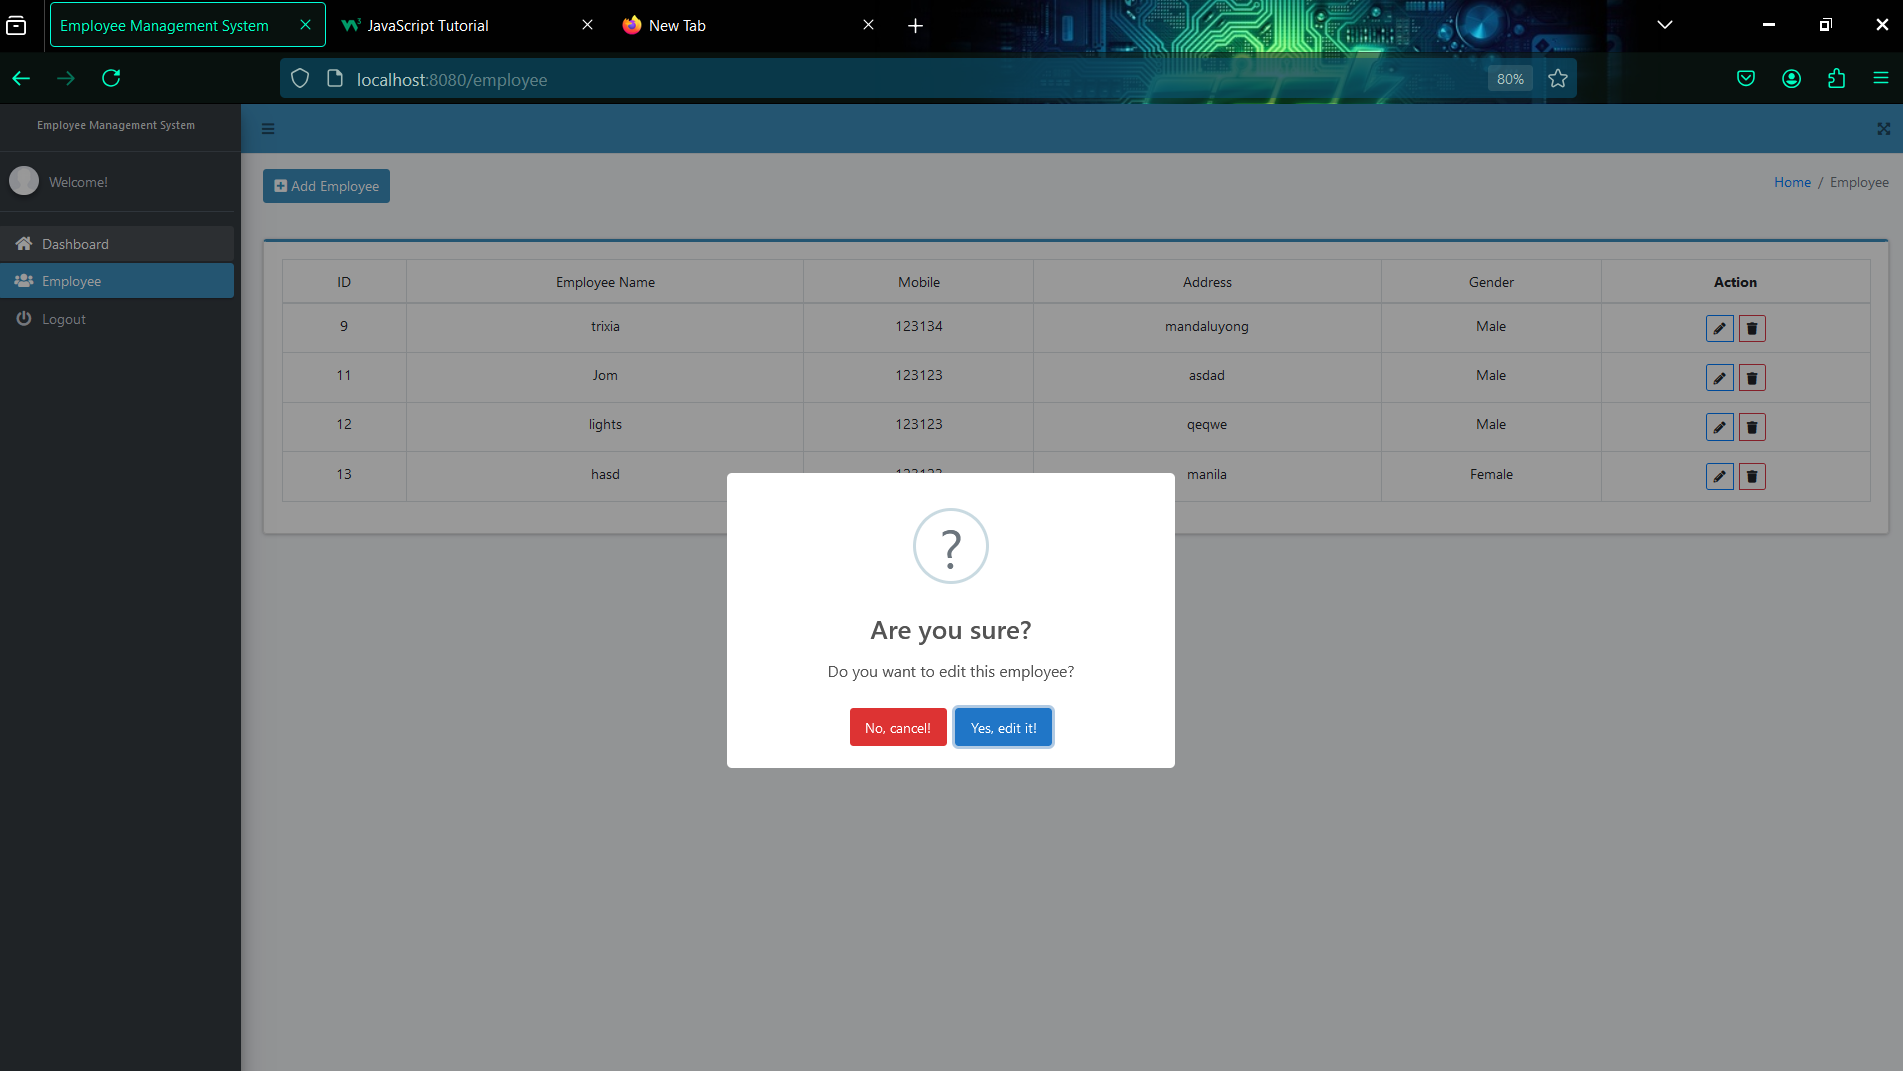 Employee Management System
JavaScript Tutorial
New Tab
localhost:8080/employee
80%
Employee Management System
Welcome!
Dashboard
Employee
Logout
Add Employee
Home / Employee
ID Employee Name Mobile Address Gender Action
9 trixia 123134 mandaluyong Male
11 Jom 123123 asdad Male
12 lights 123123 qeqwe Male
13 hasd 123123 manila Female
?
Are you sure?
Do you want to edit this employee?
No, cancel!
Yes, edit it!